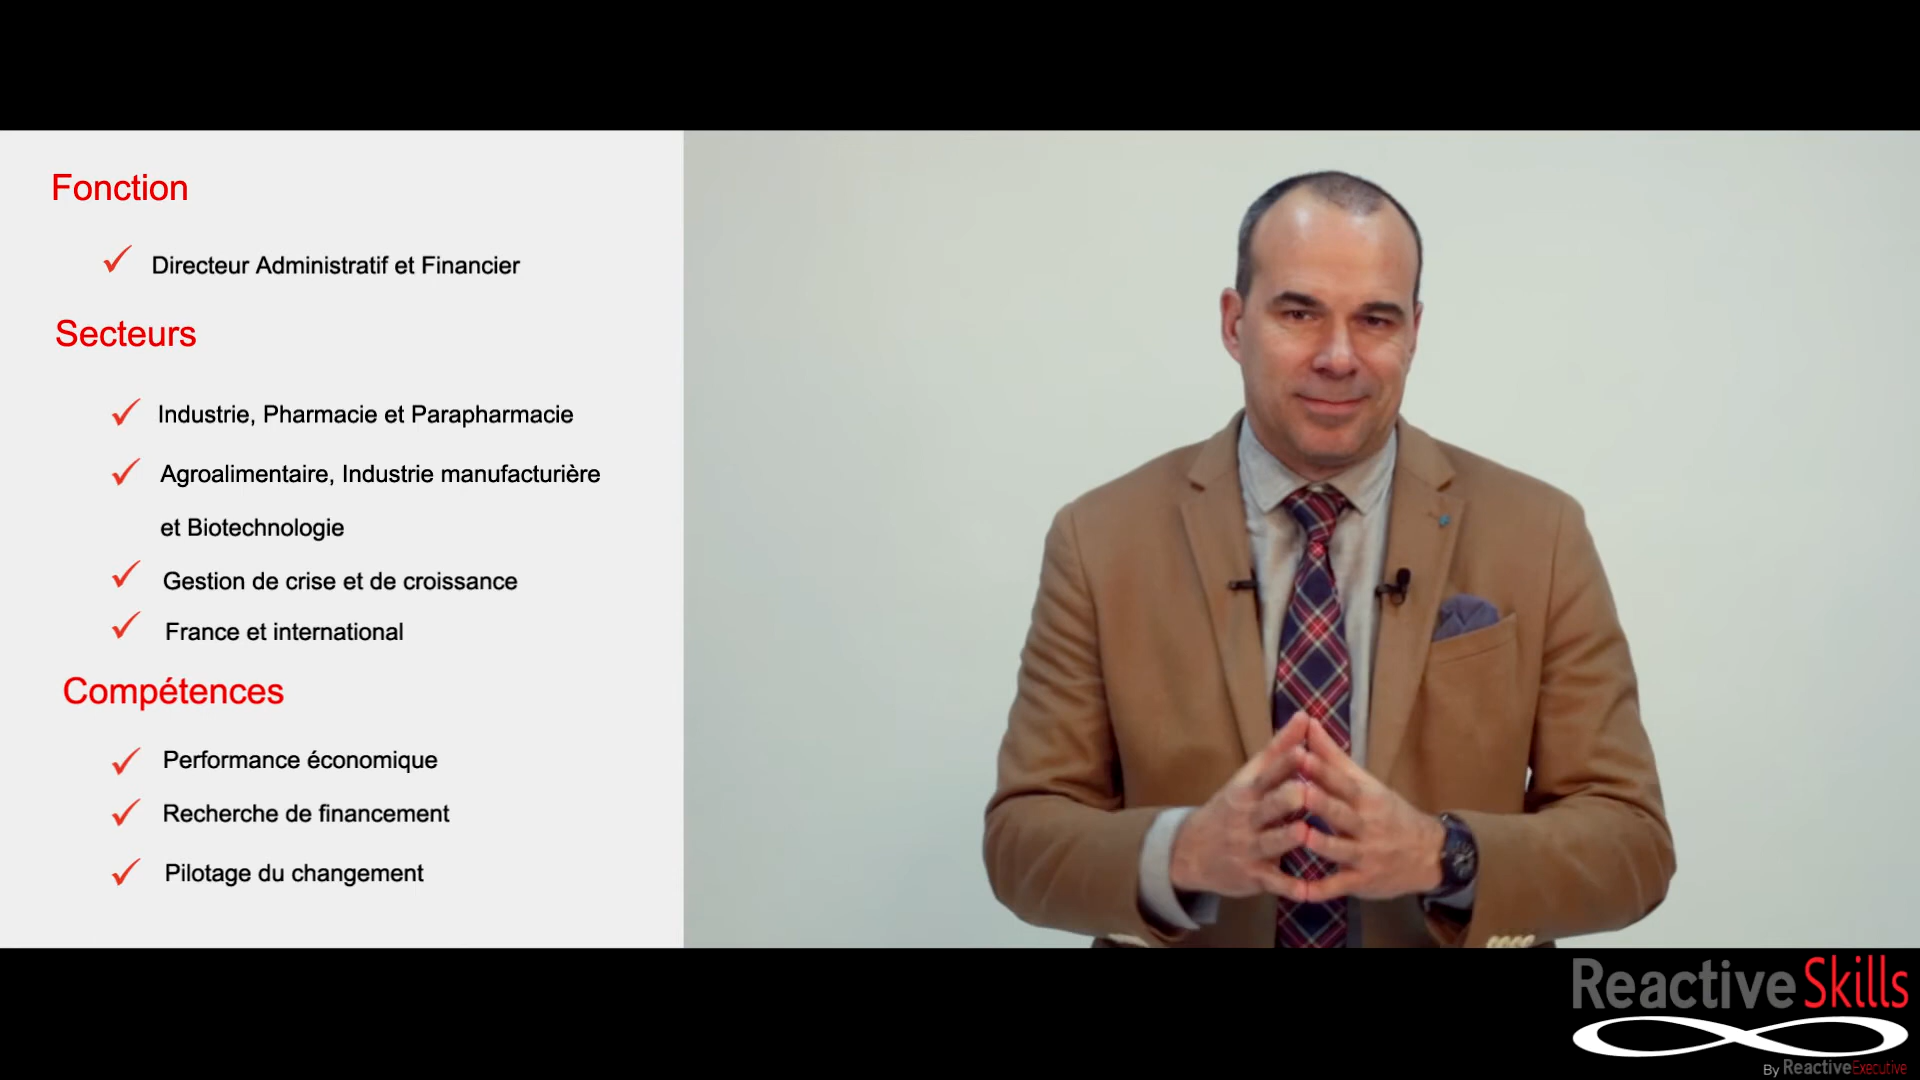 Fonction
Directeur Administratif et Financier
Secteurs
Industrie, Pharmacie et Parapharmacie
Agroalimentaire, Industrie manufacturière
et Biotechnologie
Gestion de crise et de croissance
France et international
Compétences
Performance économique
Recherche de financement
Pilotage du changement
ReactiveSkills
By ReactiveExecutive